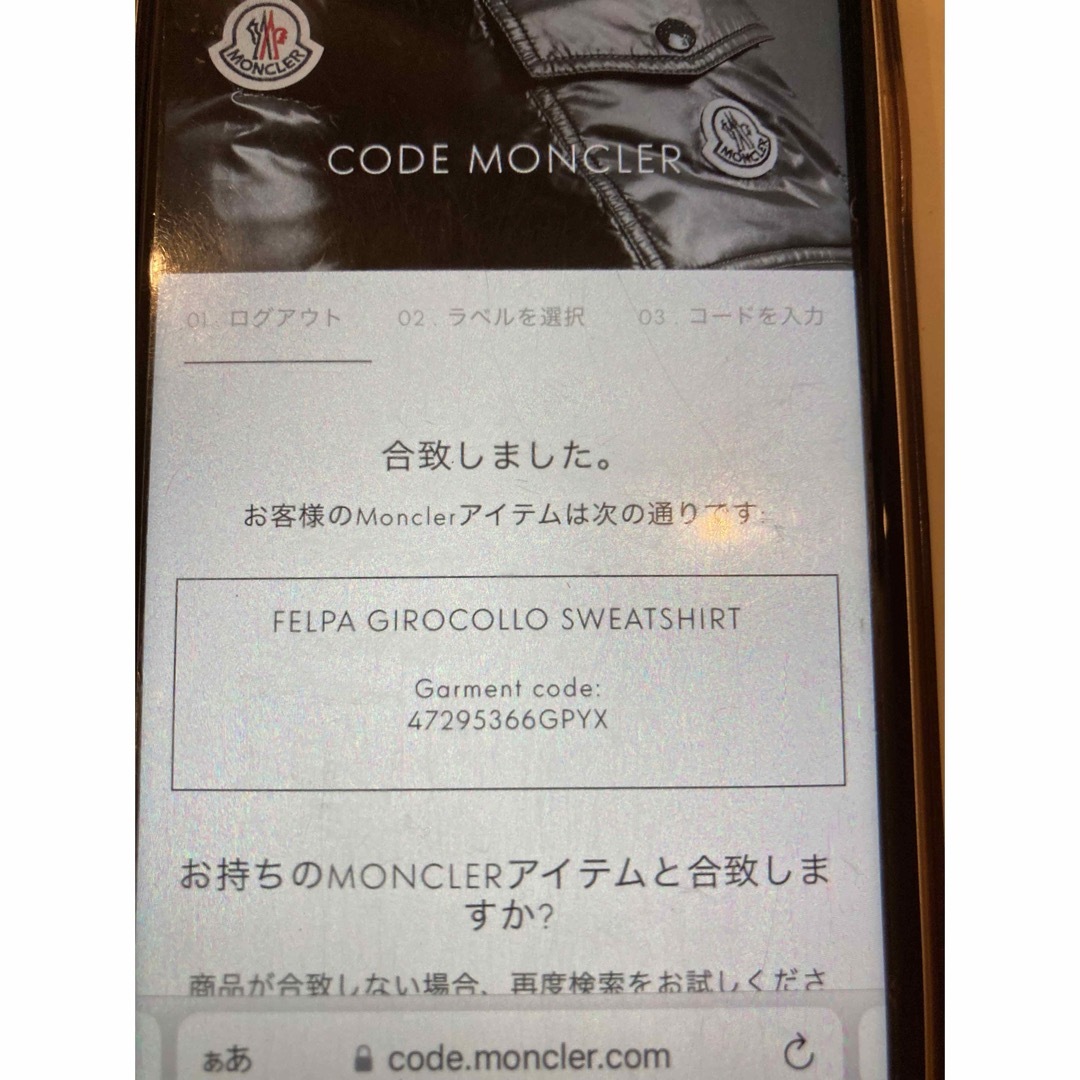 MONCLER
MONCLER
CODE MONCLER
01 . ログアウト
02 . ラベルを選択
03 . コードを入力
合致しました。
お客様のMonclerアイテムは次の通りです:
FELPA GIROCOLLO SWEATSHIRT
Garment code:
47295366GPYX
お持ちのMONCLERアイテムと合致しま
すか?
商品が合致しない場合、再度検索をお試しくださ
ぁあ
code.moncler.com